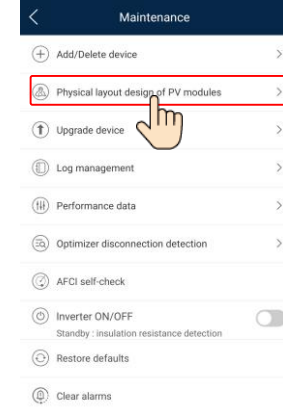 Maintenance
Add/Delete device
Physical layout design of PV modules
Upgrade device
Log management
Performance data
Optimizer disconnection detection
AFCI self-check
Inverter ON/OFF
Standby : insulation resistance detection
Restore defaults
Clear alarms